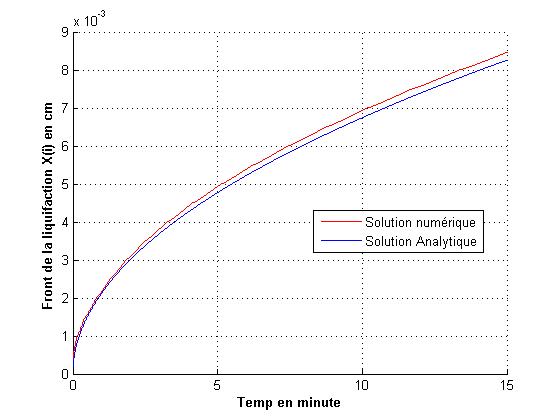 x 10⁻³
9
8
7
6
5
4
3
2
1
0
0 5 10 15
Front de la liquifaction X(i) en cm
Temp en minute
Solution numérique
Solution Analytique